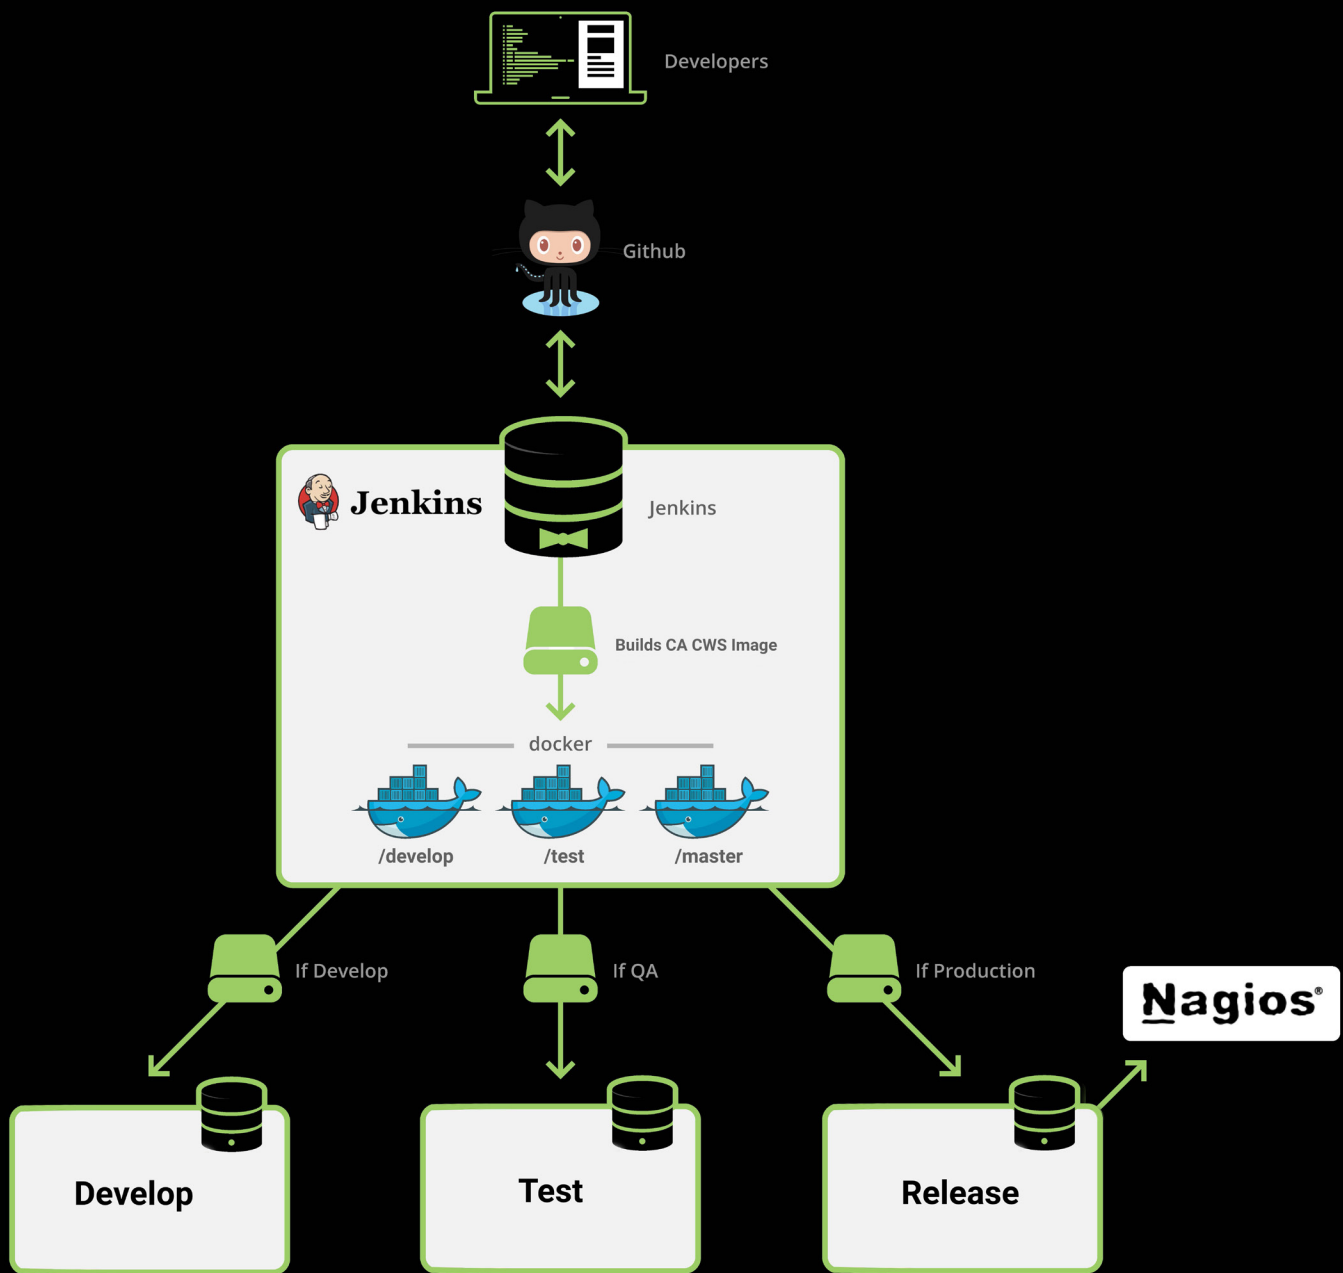 Developers
Github
Jenkins
Jenkins
Builds CA CWS Image
docker
/develop
/test
/master
If Develop
If QA
If Production
Nagios®
Develop
Test
Release